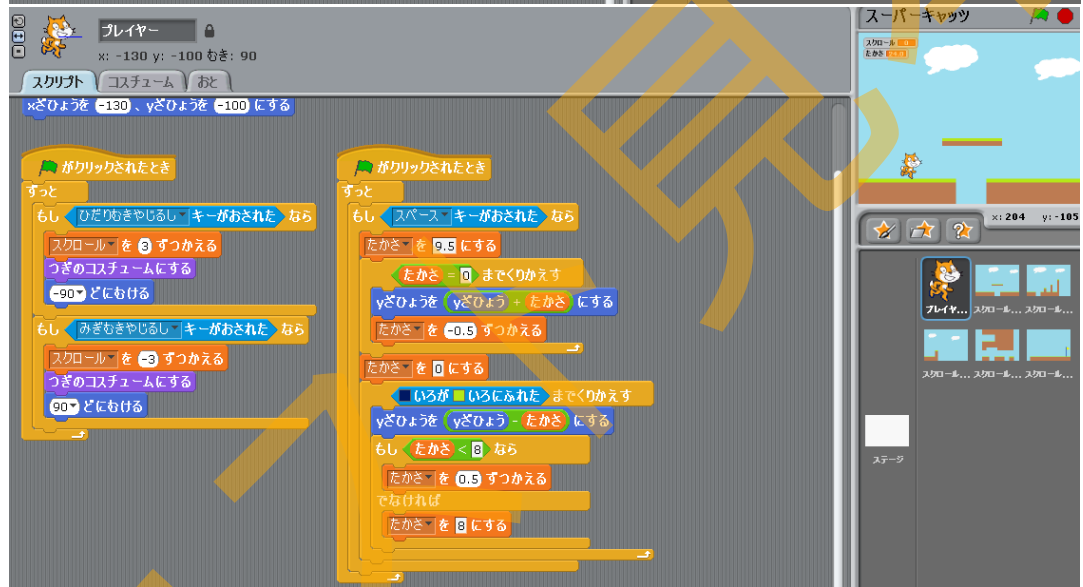 プレイヤー
x: -130 y: -100 むき: 90
スクリプト コスチューム おと
xざひょうを -130 、yざひょうを -100 にする
がクリックされたとき
ずっと
もし ひだりむきやじるし キーがおされた なら
スクロール を 3 ずつかえる
つぎのコスチュームにする
-90 どにむける
もし みぎむきやじるし キーがおされた なら
スクロール を -3 ずつかえる
つぎのコスチュームにする
90 どにむける
がクリックされたとき
ずっと
もし スペース キーがおされた なら
たかさ を 9.5 にする
たかさ = 0 までくりかえす
yざひょうを yざひょう + たかさ にする
たかさ を -0.5 ずつかえる
たかさ を 0 にする
いろが いろにふれた までくりかえす
yざひょうを yざひょう - たかさ にする
もし たかさ < 8 なら
たかさ を 0.5 ずつかえる
でなければ
たかさ を 8 にする
スーパーキャッツ
スクロール 0
たかさ
x: 204 y: -105
プレイヤ... スクロール... スクロール...
スクロール... スクロール... スクロール...
ステージ